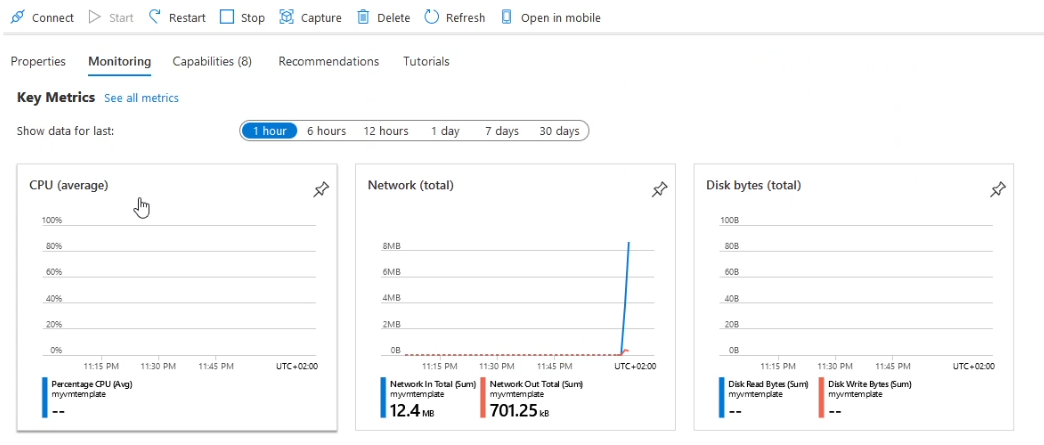 Connect Start Restart Stop Capture Delete Refresh Open in mobile
Properties Monitoring Capabilities (8) Recommendations Tutorials
Key Metrics See all metrics
Show data for last: 1 hour 6 hours 12 hours 1 day 7 days 30 days
CPU (average)
100%
80%
60%
40%
20%
0%
11:15 PM 11:30 PM 11:45 PM UTC+02:00
Percentage CPU (Avg)
myvmtemplate
--
Network (total)
8MB
6MB
4MB
2MB
0B
11:15 PM 11:30 PM 11:45 PM UTC+02:00
Network In Total (Sum)
myvmtemplate
12.4 MB
Network Out Total (Sum)
myvmtemplate
701.25 kB
Disk bytes (total)
100B
80B
60B
40B
20B
0B
11:15 PM 11:30 PM 11:45 PM UTC+02:00
Disk Read Bytes (Sum)
myvmtemplate
--
Disk Write Bytes (Sum)
myvmtemplate
--